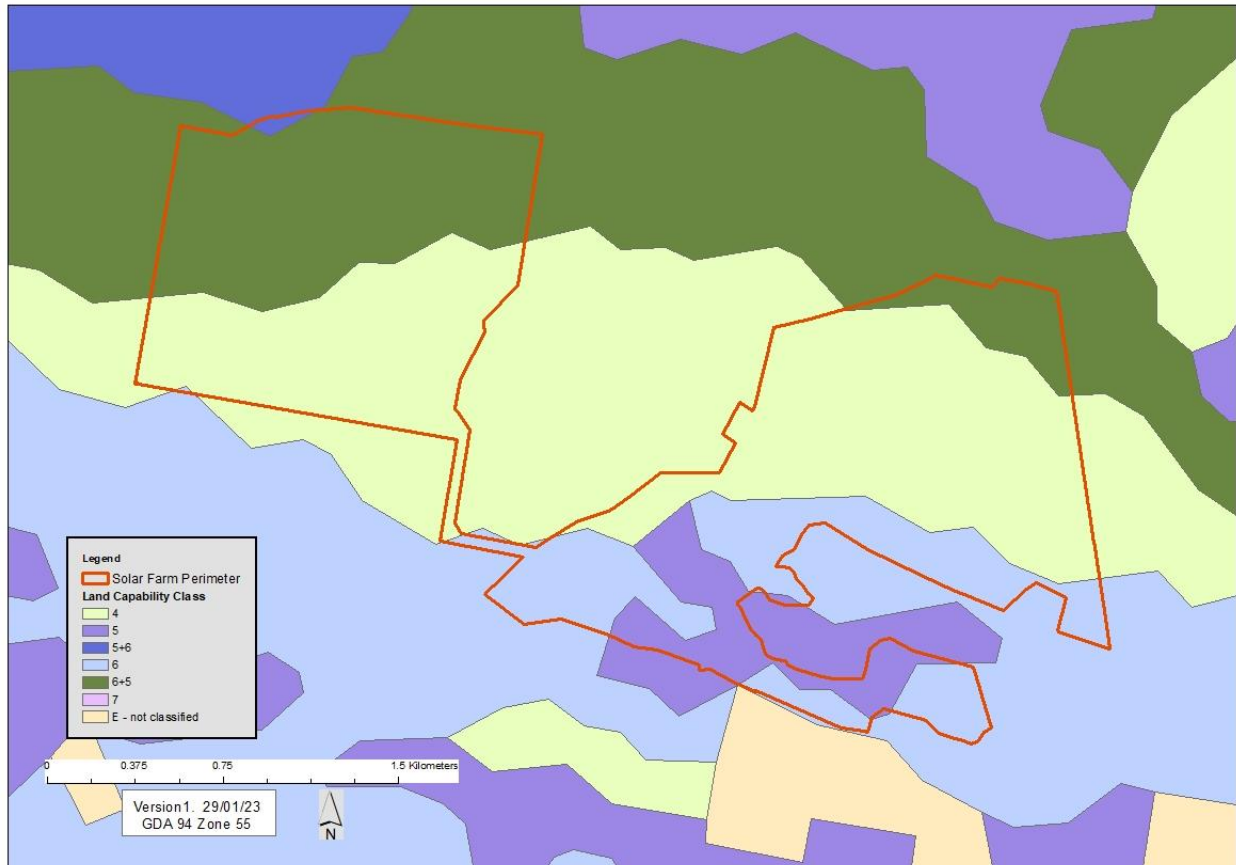 Legend
Solar Farm Perimeter
Land Capability Class
4
5
5+6
6
6+5
7
E - not classified
0 0.375 0.75 1.5 Kilometers
Version1. 29/01/23
GDA 94 Zone 55
N